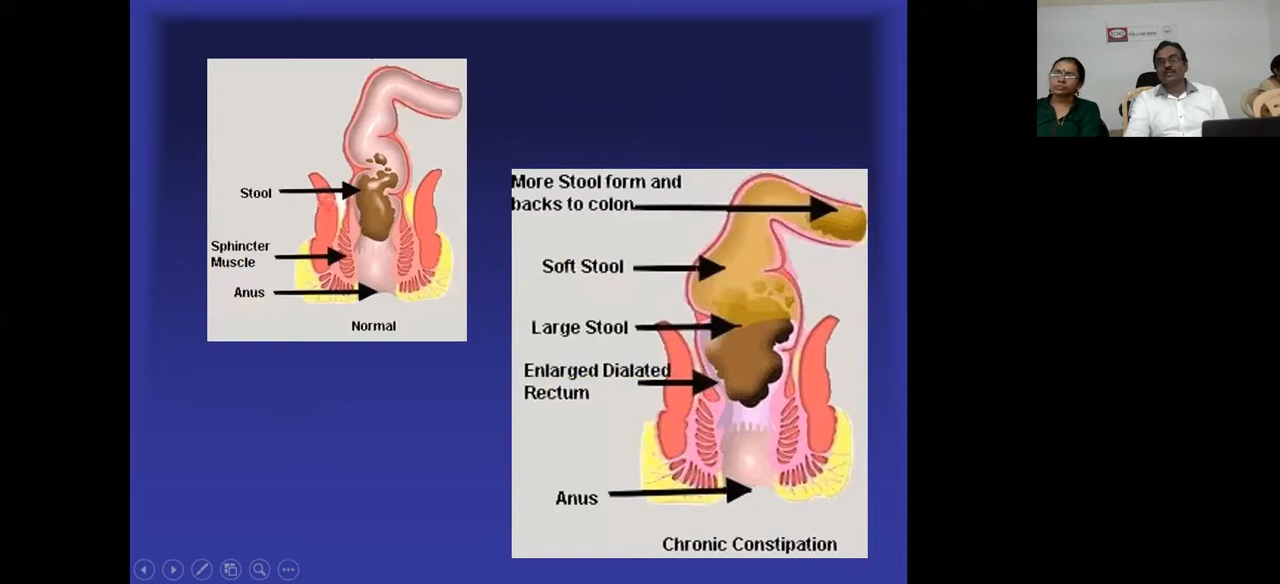 Stool
Sphincter
Muscle
Anus
Normal
More Stool form and
backs to colon
Soft Stool
Large Stool
Enlarged Dialated
Rectum
Anus
Chronic Constipation